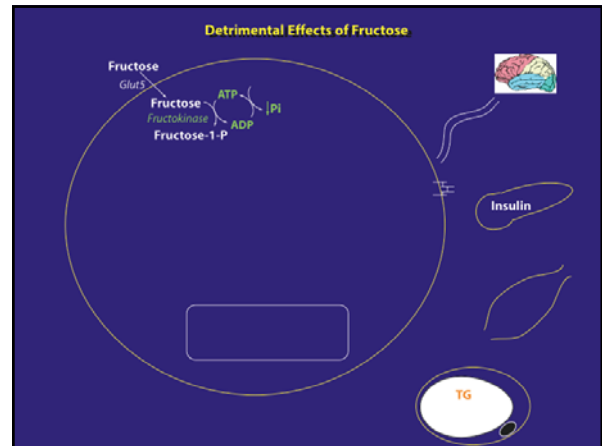 Detrimental Effects of Fructose
Fructose
Glut5
Fructose
Fructokinase
Fructose-1-P
ATP
ADP
↓Pi
Insulin
TG